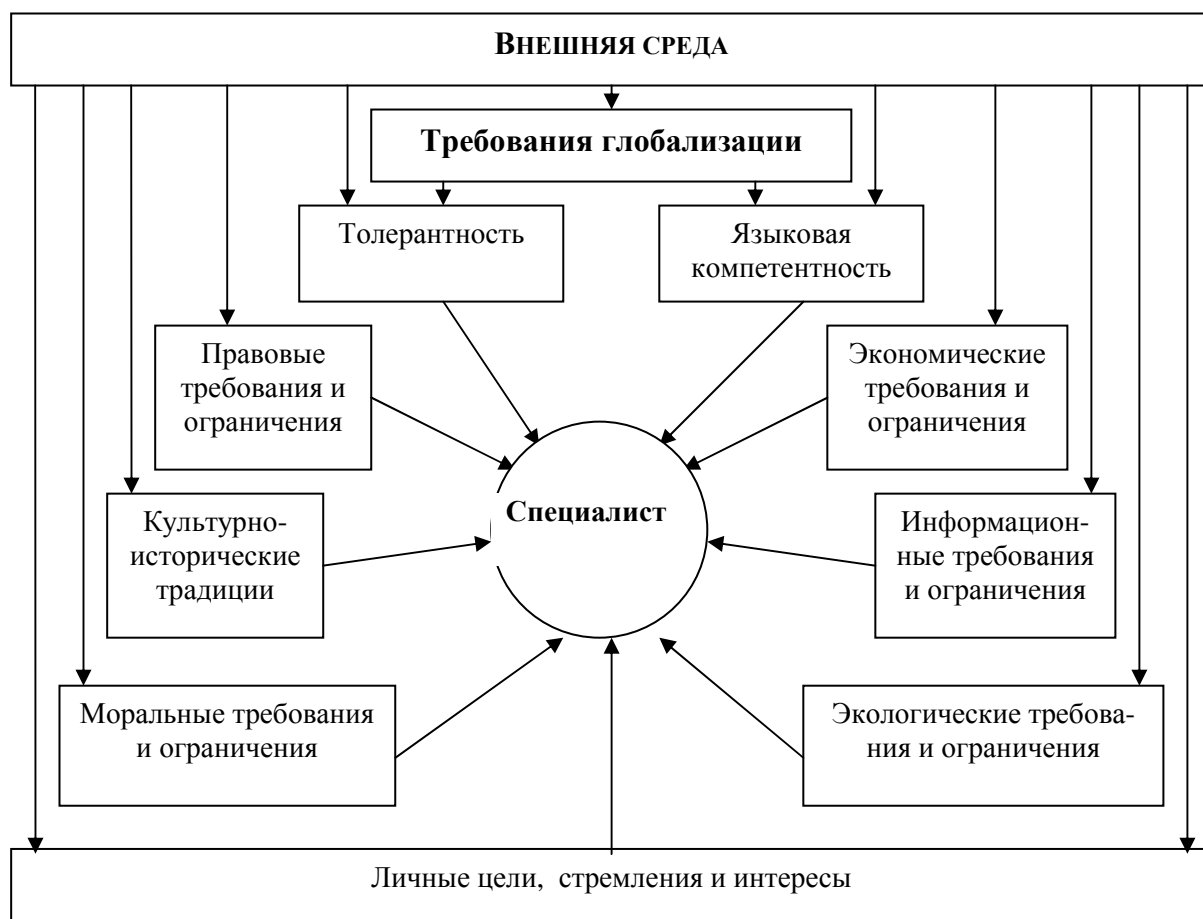 ВНЕШНЯЯ СРЕДА
Требования глобализации
Толерантность
Языковая
компетентность
Правовые
требования и
ограничения
Экономические
требования и
ограничения
Специалист
Культурно-
исторические
традиции
Информацион-
ные требования
и ограничения
Моральные требования
и ограничения
Экологические требова-
ния и ограничения
Личные цели, стремления и интересы